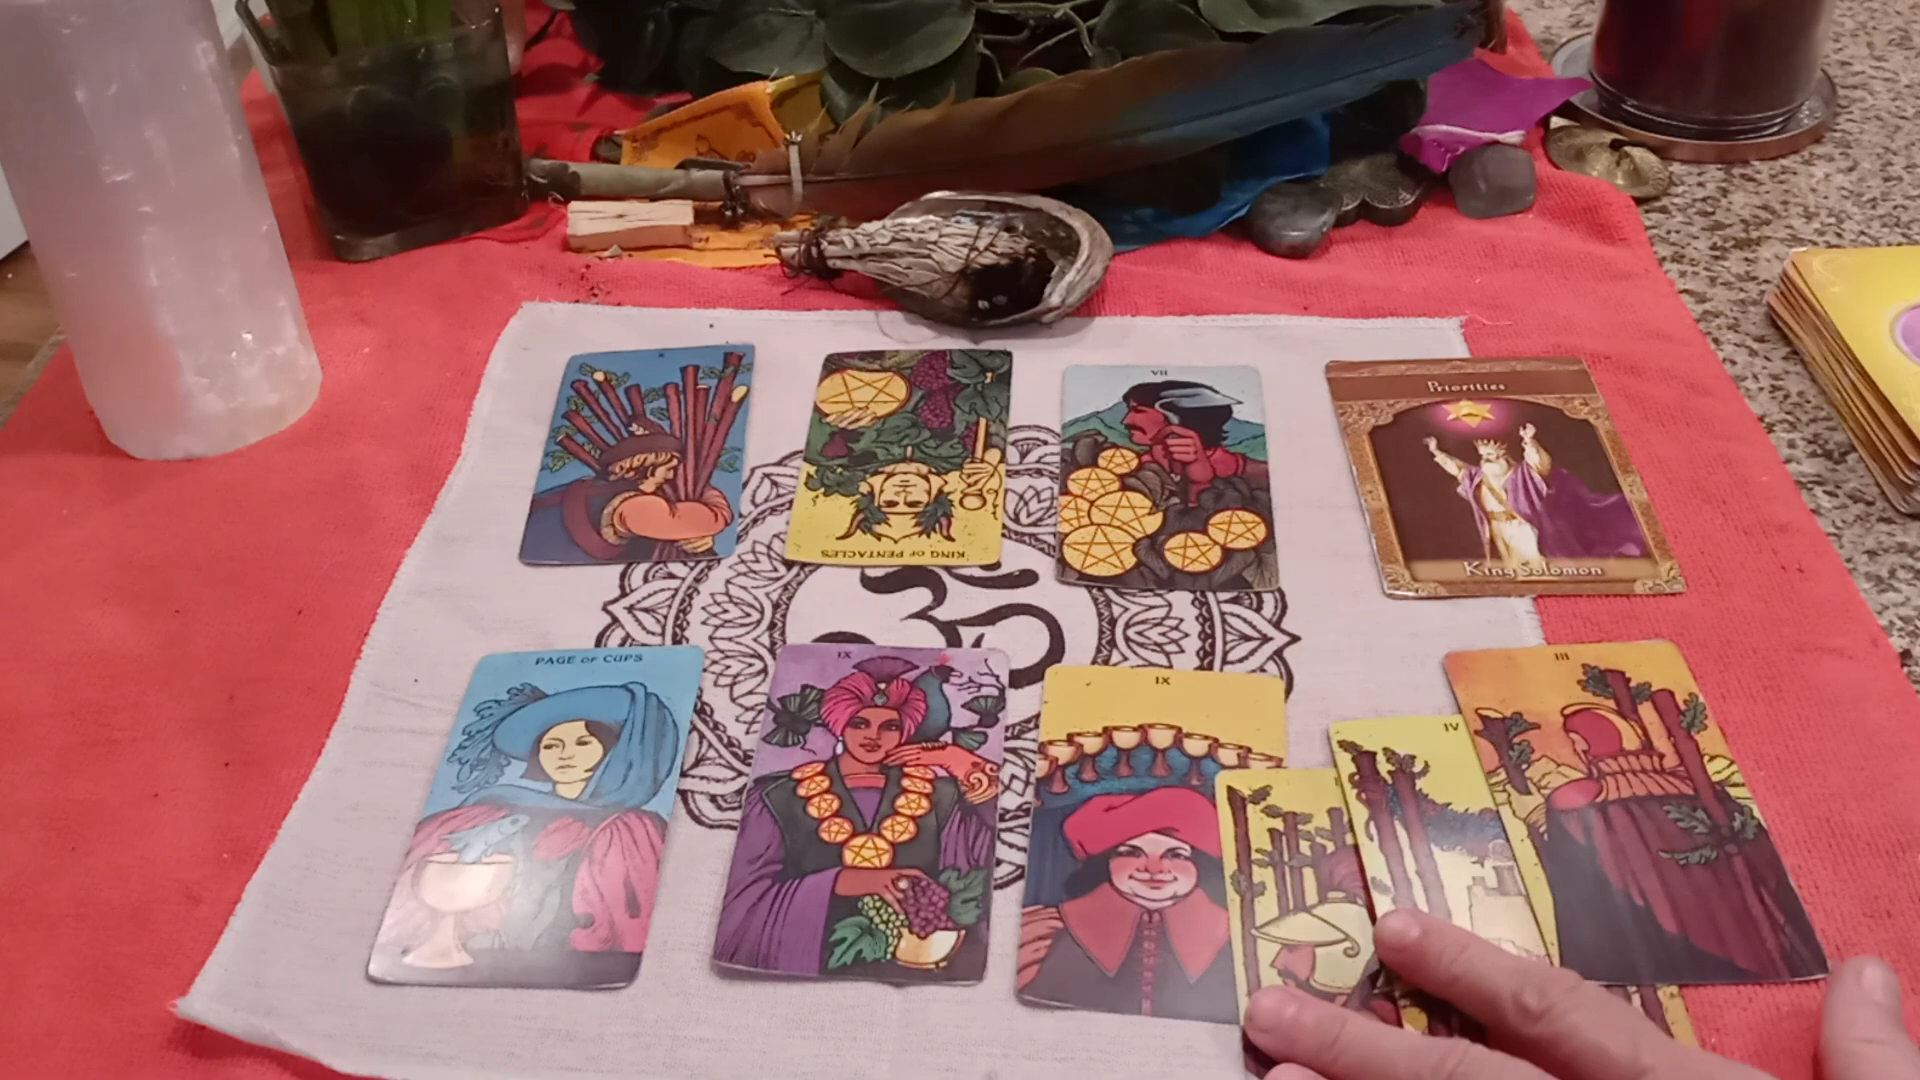 X
KING OF PENTACLES
VII
Priorities
King Solomon
ॐ
PAGE OF CUPS
IX
IX
IV
III